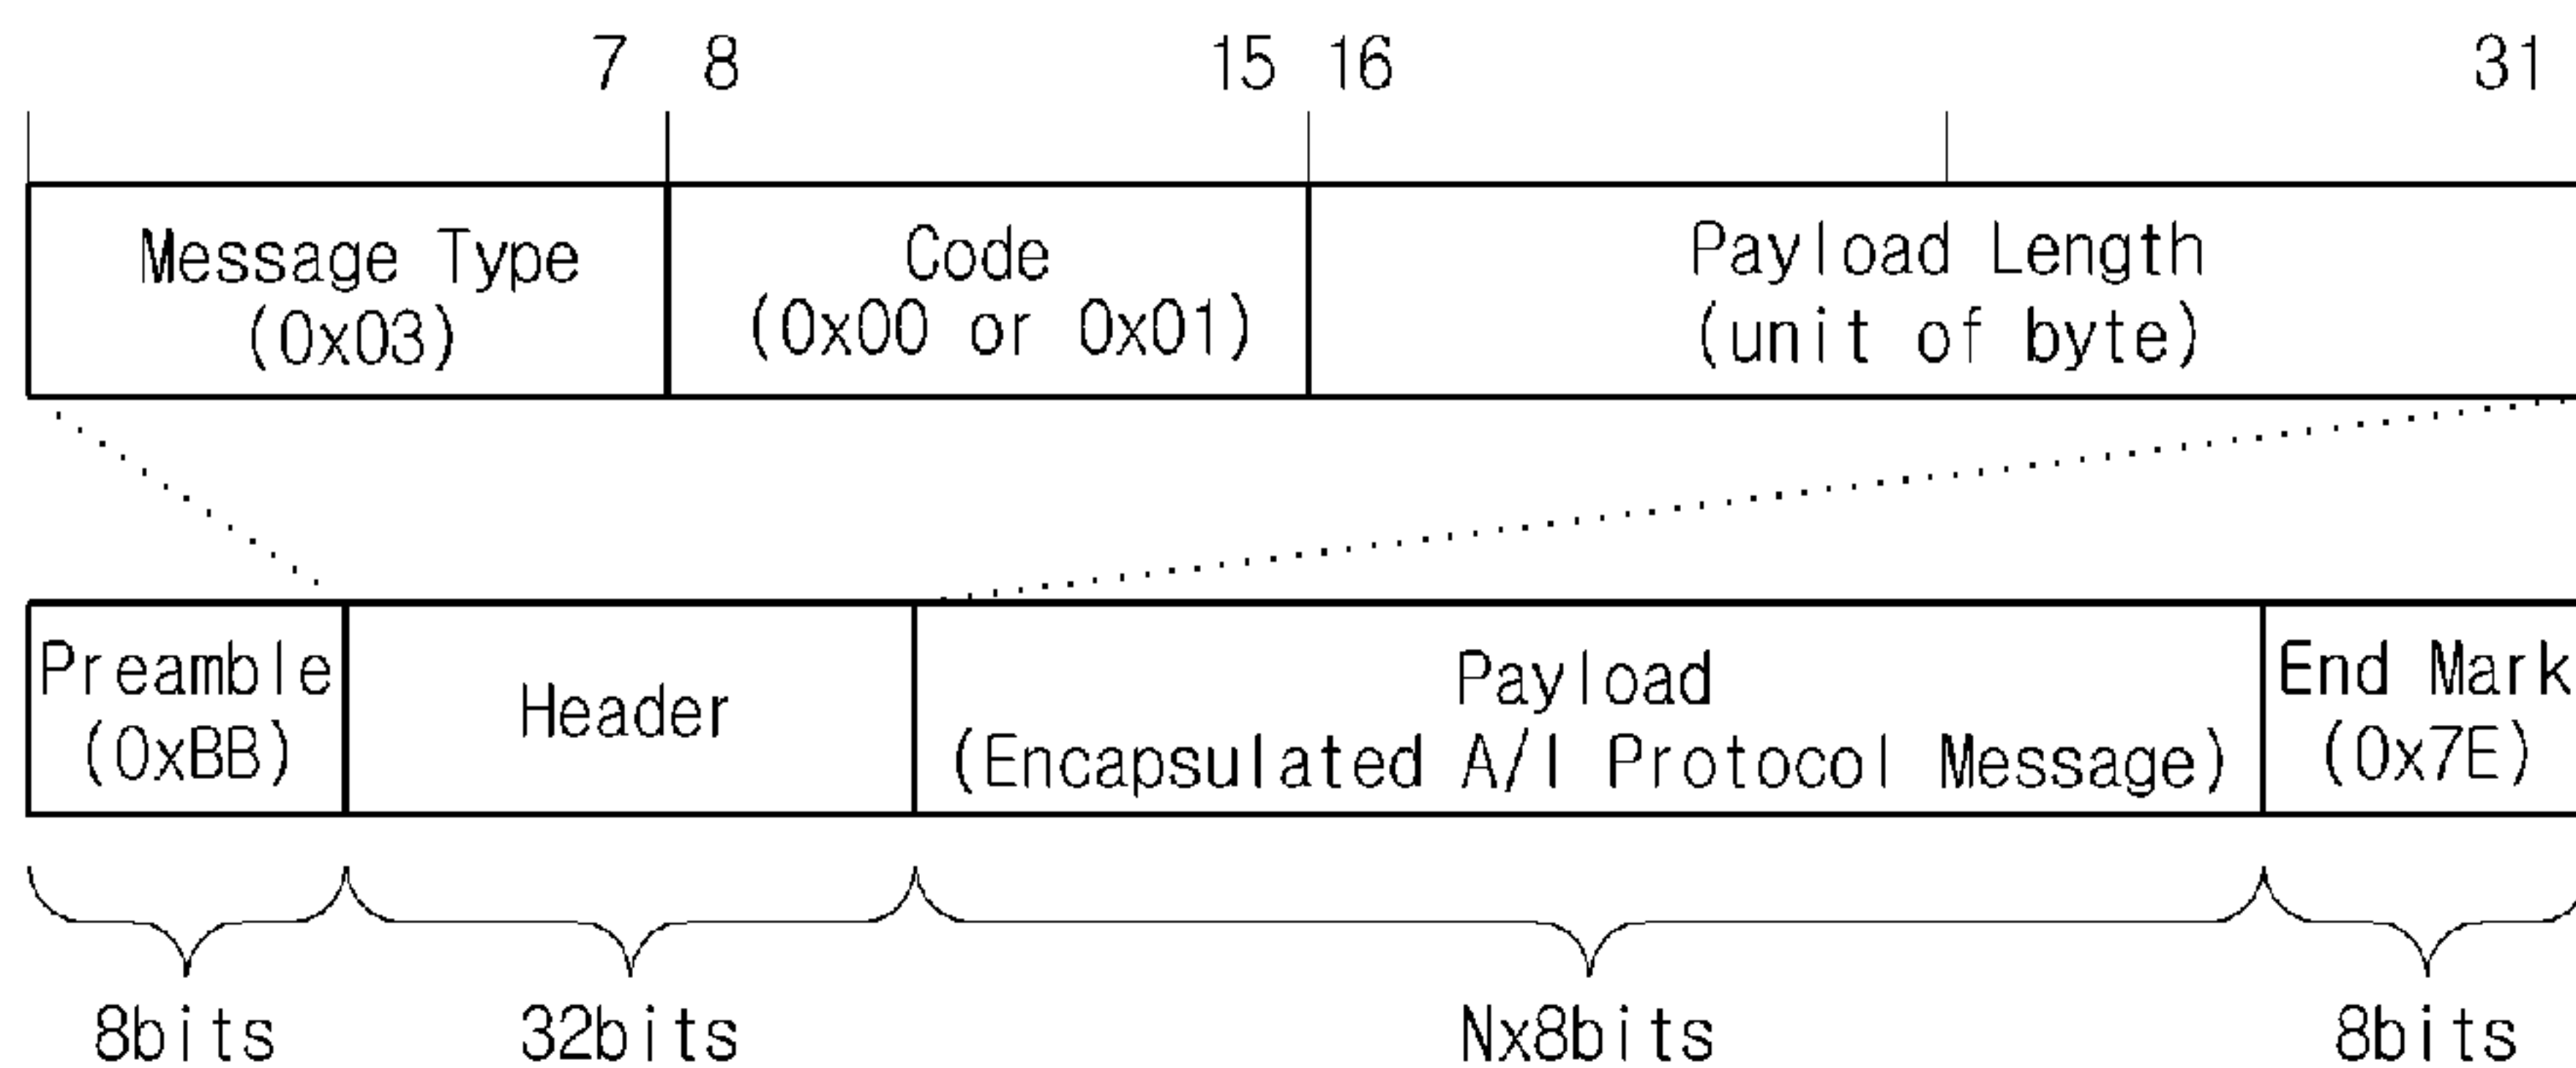 7 8 15 16 31
Message Type Code Payload Length
(0x03) (0x00 or 0x01) (unit of byte)
Preamble Header Payload End Mark
(0xBB) (Encapsulated A/I Protocol Message) (0x7E)
8bits 32bits Nx8bits 8bits